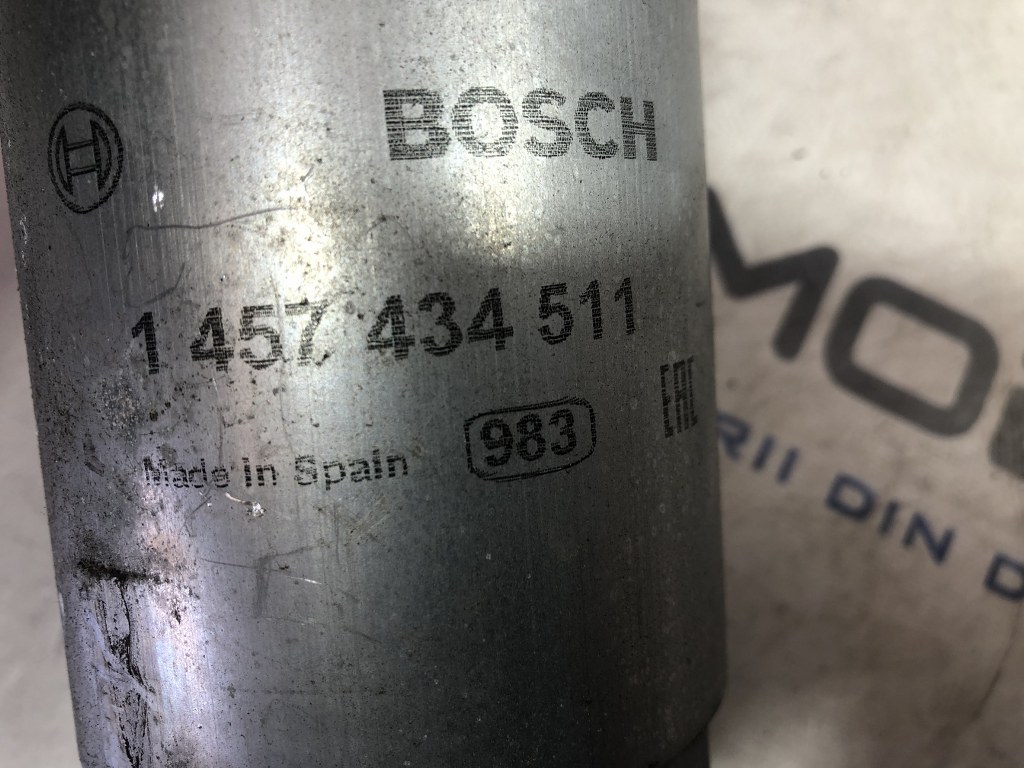 BOSCH
1 457 434 511
EAC
Made in Spain 983
MO
RII DIN D